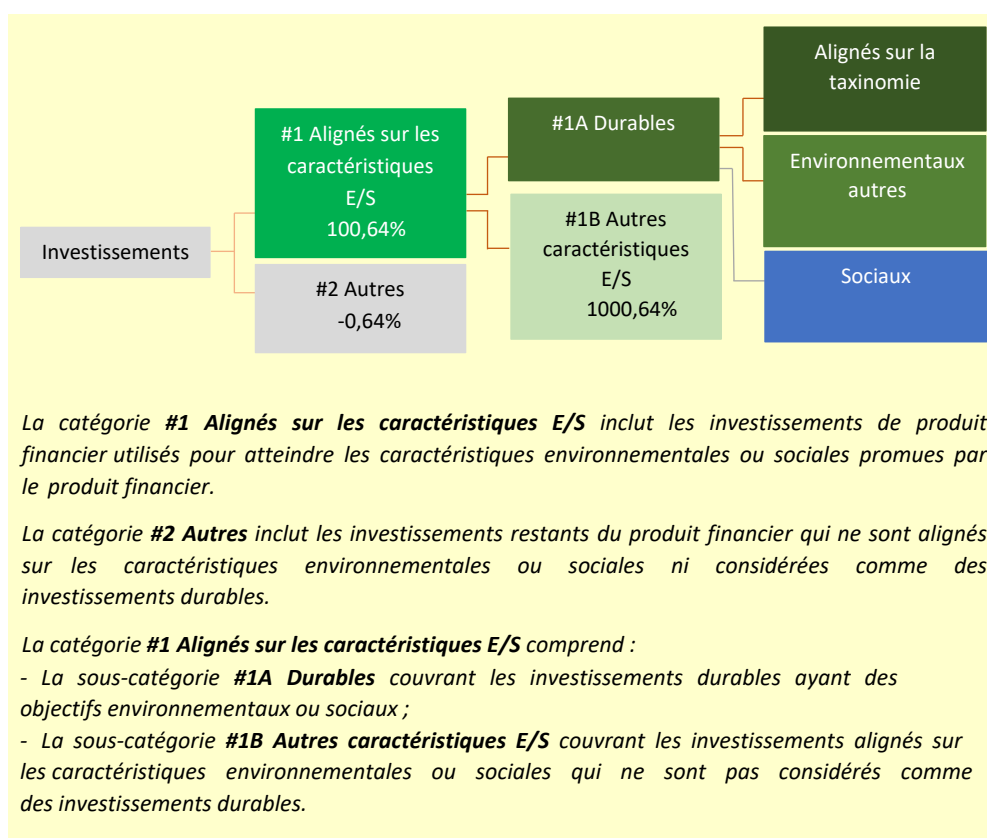 Investissements
#1 Alignés sur les
caractéristiques
E/S
100,64%
#2 Autres
-0,64%
#1A Durables
#1B Autres
caractéristiques
E/S
1000,64%
Alignés sur la
taxinomie
Environnementaux
autres
Sociaux
La catégorie #1 Alignés sur les caractéristiques E/S inclut les investissements de produit
financier utilisés pour atteindre les caractéristiques environnementales ou sociales promues par
le produit financier.
La catégorie #2 Autres inclut les investissements restants du produit financier qui ne sont alignés
sur les caractéristiques environnementales ou sociales ni considérées comme des
investissements durables.
La catégorie #1 Alignés sur les caractéristiques E/S comprend :
- La sous-catégorie #1A Durables couvrant les investissements durables ayant des
objectifs environnementaux ou sociaux ;
- La sous-catégorie #1B Autres caractéristiques E/S couvrant les investissements alignés sur
les caractéristiques environnementales ou sociales qui ne sont pas considérés comme
des investissements durables.